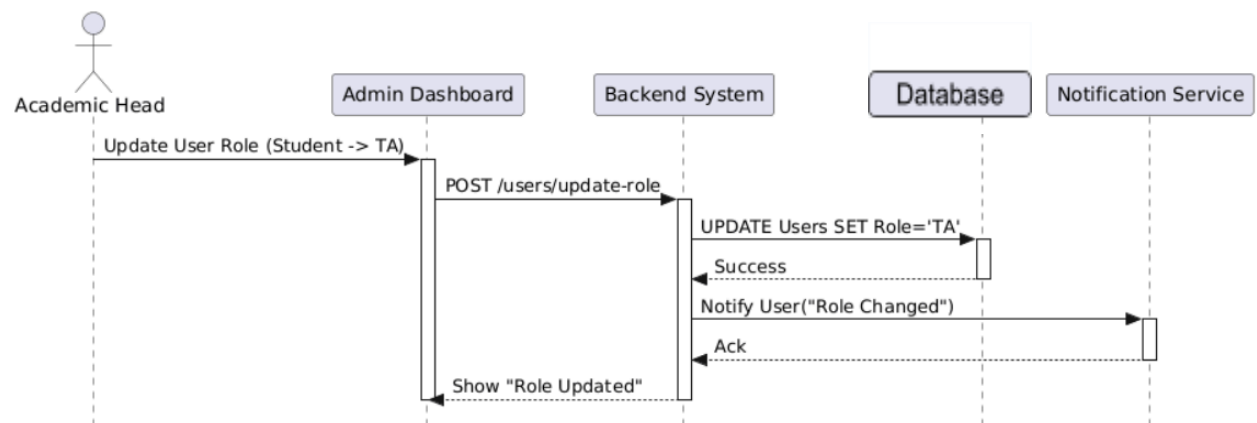 Academic Head
Admin Dashboard
Backend System
Database
Notification Service
Update User Role (Student -> TA)
POST /users/update-role
UPDATE Users SET Role='TA'
Success
Notify User("Role Changed")
Ack
Show "Role Updated"